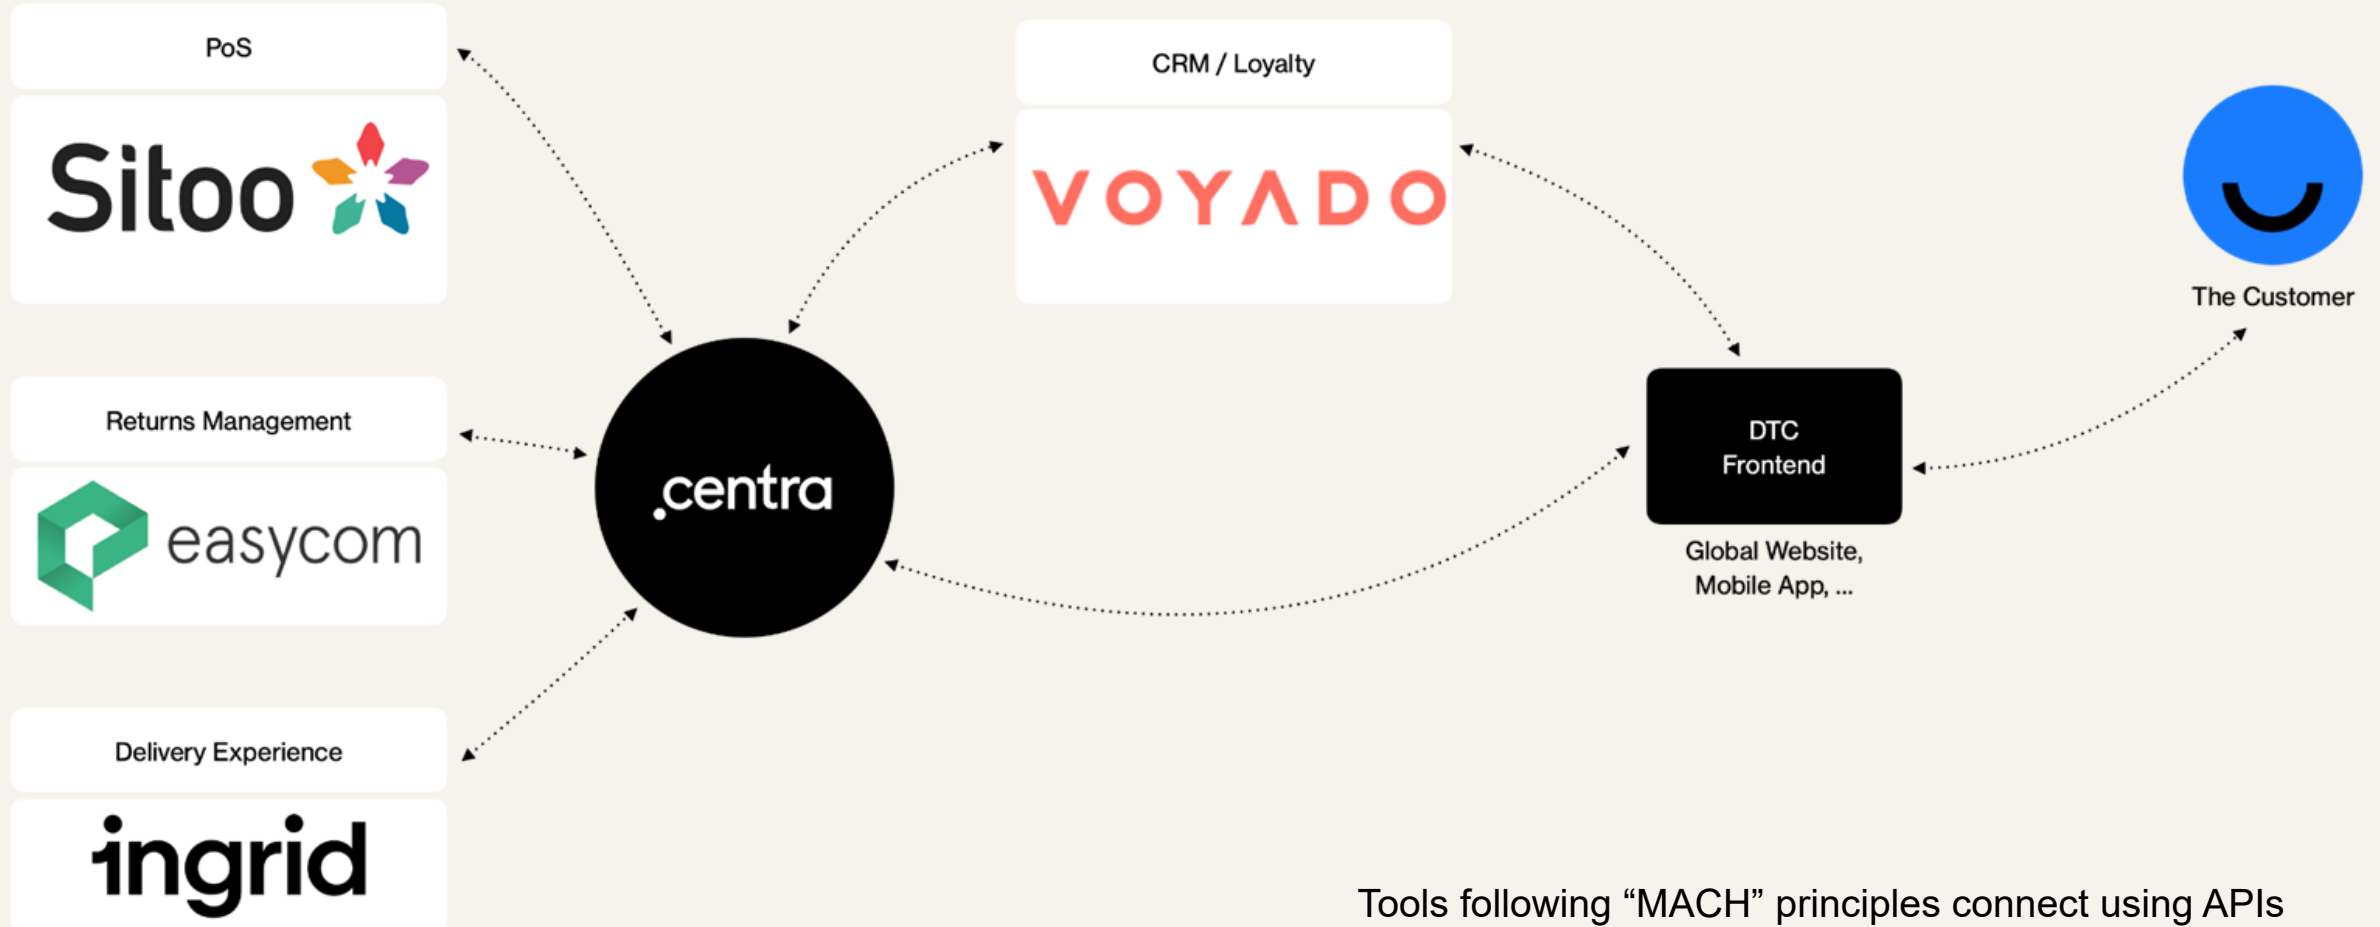 PoS
Sitoo
CRM / Loyalty
VOYADO
The Customer
Returns Management
easycom
.centra
DTC
Frontend
Global Website,
Mobile App, ...
Delivery Experience
ingrid
Tools following “MACH” principles connect using APIs